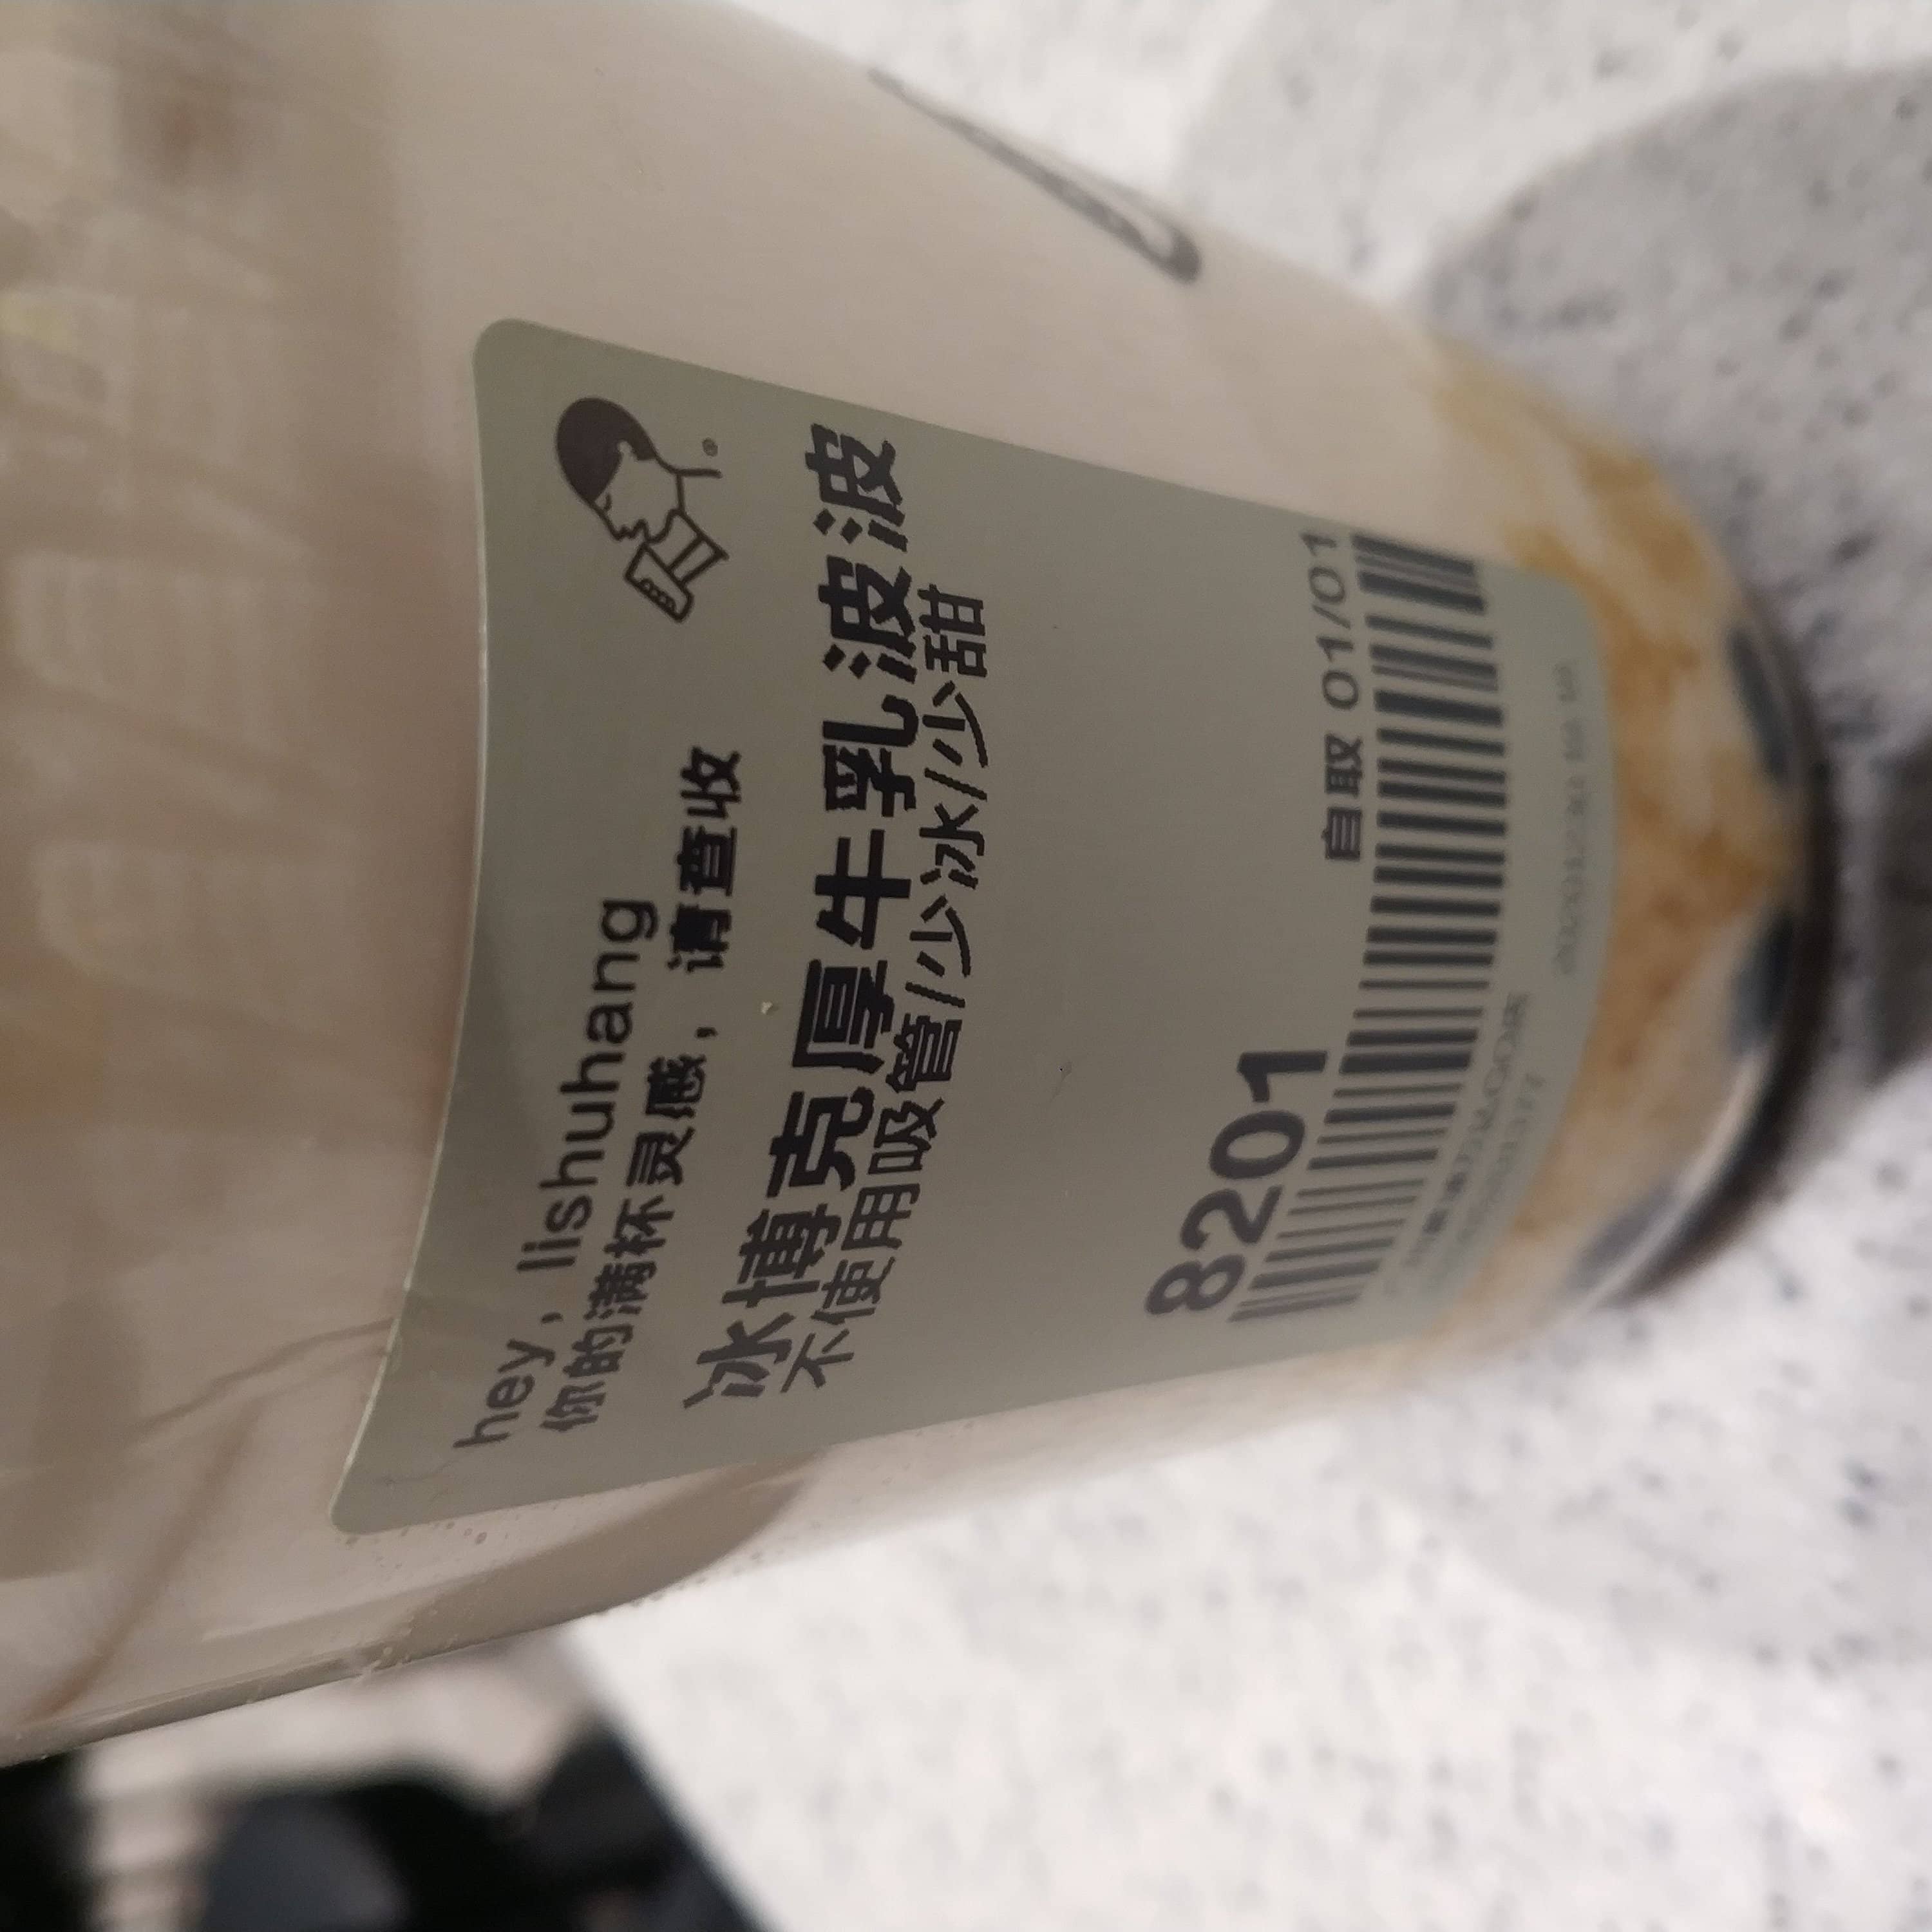 hey, lishuhang
你的满杯灵感，请查收
冰博克厚牛乳波波
不使用吸管/少冰/少甜
8201
自取 01/01